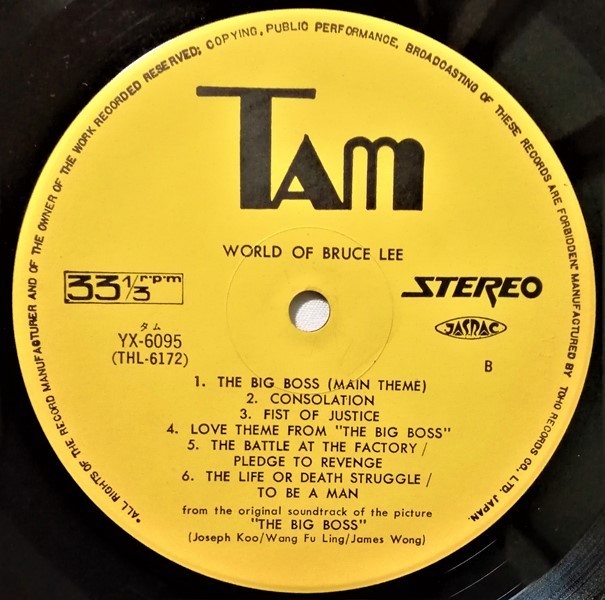 *ALL RIGHTS OF THE RECORD MANUFACTURER AND OF THE OWNER OF THE WORK RECORDED RESERVED; COPYING, PUBLIC PERFORMANCE, BROADCASTING OF THESE RECORDS ARE FORBIDDEN* MANUFACTURED BY TOHO RECORDS CO., LTD. JAPAN.
TAM
WORLD OF BRUCE LEE
33 1/3 r·p·m
STEREO
JASRAC
タム
YX-6095
(THL-6172)
B
1. THE BIG BOSS (MAIN THEME)
2. CONSOLATION
3. FIST OF JUSTICE
4. LOVE THEME FROM "THE BIG BOSS"
5. THE BATTLE AT THE FACTORY /
PLEDGE TO REVENGE
6. THE LIFE OR DEATH STRUGGLE /
TO BE A MAN
from the original soundtrack of the picture
"THE BIG BOSS"
(Joseph Koo/Wang Fu Ling/James Wong)